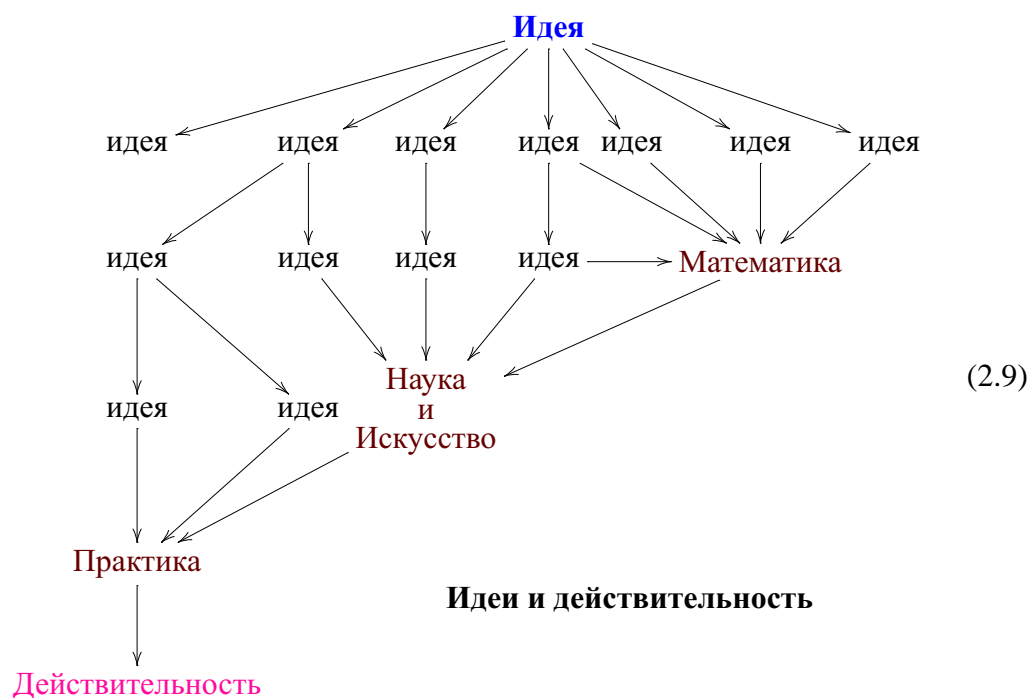 Идея
идея идея идея идея идея идея идея
идея идея идея идея Математика
Наука
и
Искусство
(2.9)
идея идея
Практика
Идеи и действительность
Действительность